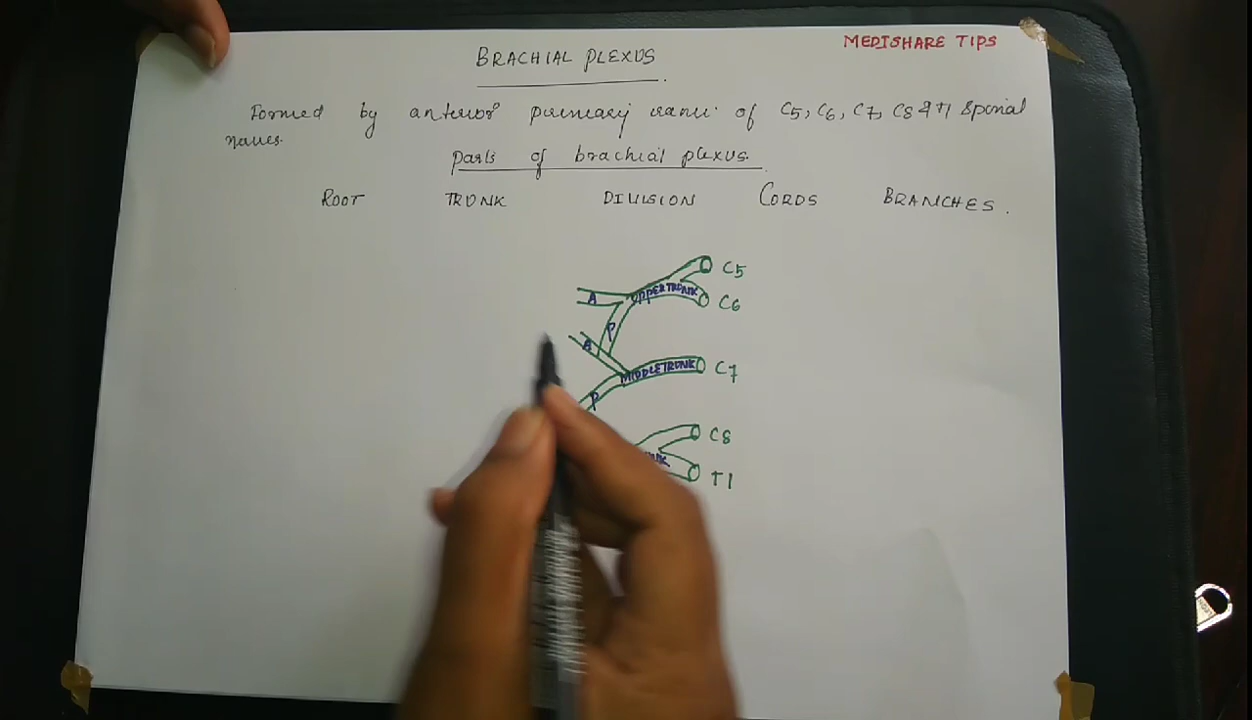 MEDISHARE TIPS
BRACHIAL PLEXUS
Formed by anterior primary rami of C5, C6, C7, C8 & T1 Spinal
nerves.
Parts of brachial plexus.
ROOT TRUNK DIVISION CORDS BRANCHES.
C5
A UPPER TRUNK
C6
P
A
MIDDLE TRUNK C7
P
C8
T1